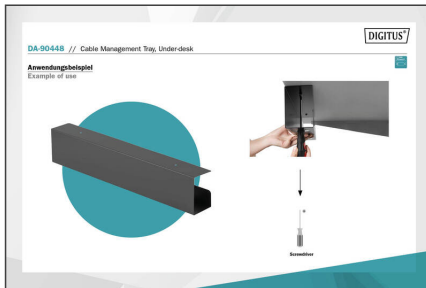 DIGITUS®
DA-90448 // Cable Management Tray, Under-desk
Anwendungsbeispiel
Example of use
Screwdriver